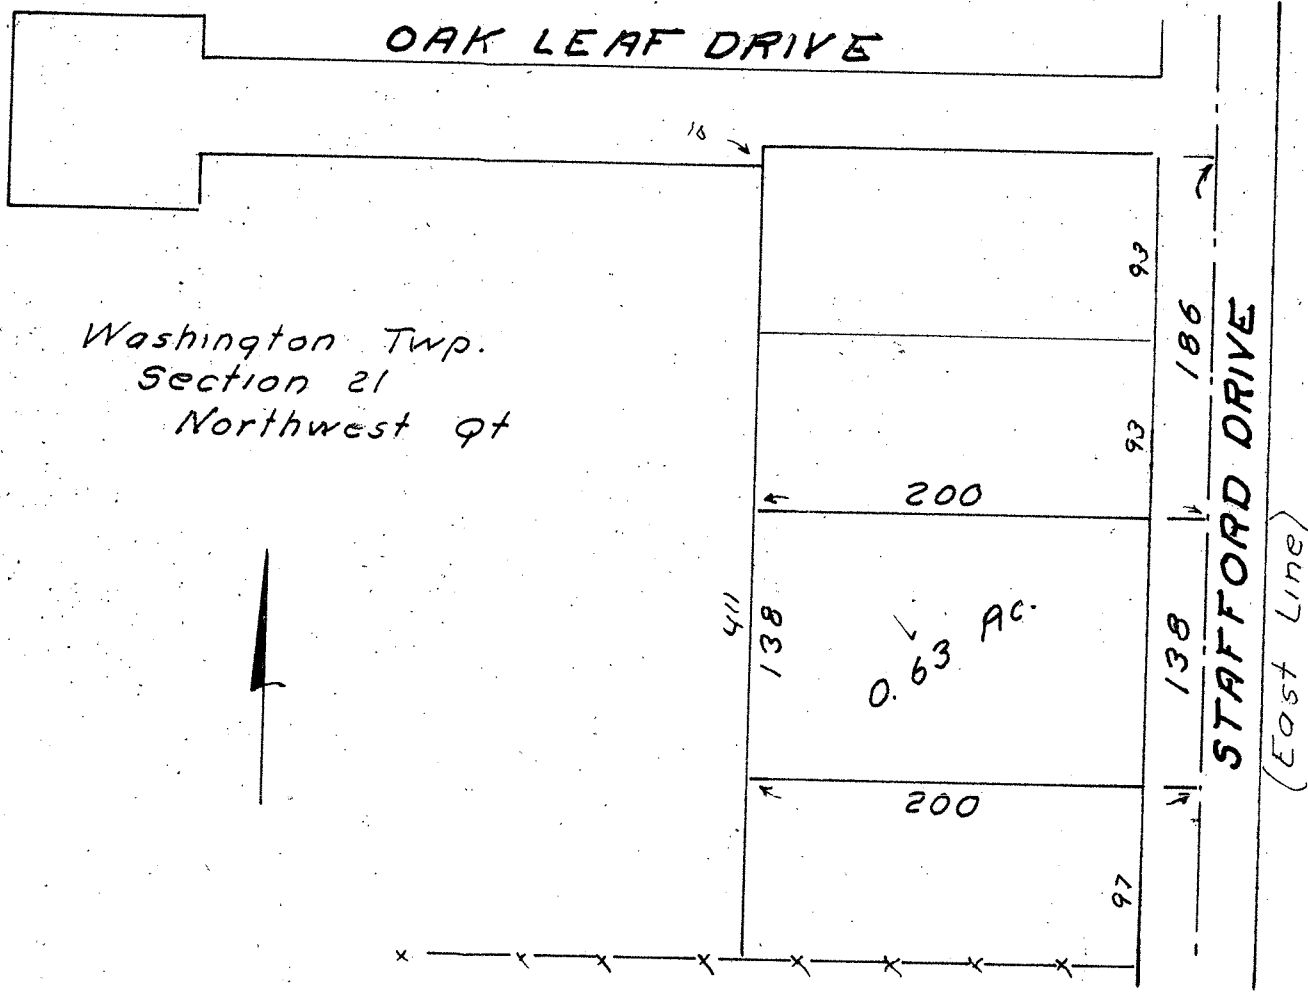 OAK LEAF DRIVE
10
93
Washington Twp.
Section 21
Northwest Qt
186
93
200
STAFFORD DRIVE
(East Line)
411
138
0.63 Ac.
138
200
97